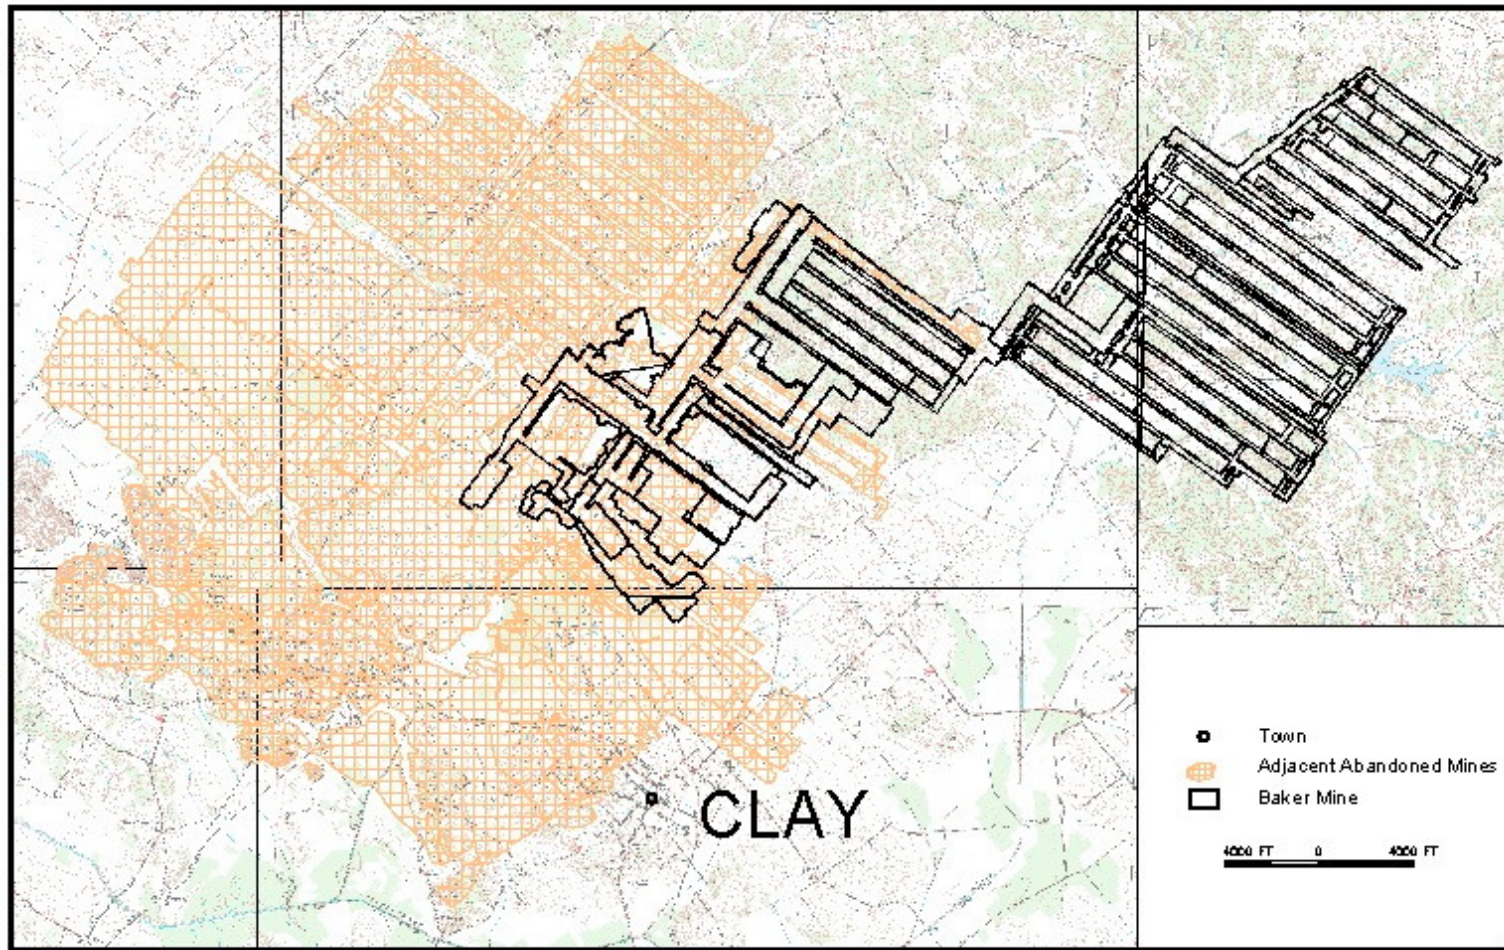 CLAY
Town
Adjacent Abandoned Mines
Baker Mine
4000 FT 0 4000 FT